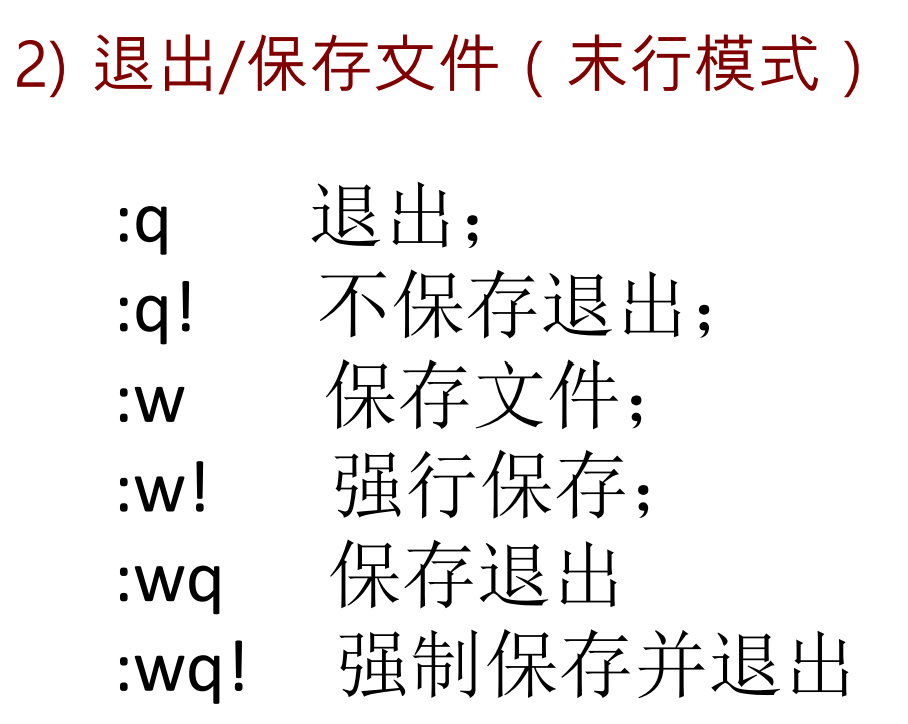 2) 退出/保存文件（末行模式）
:q 退出；
:q! 不保存退出；
:w 保存文件；
:w! 强行保存；
:wq 保存退出
:wq! 强制保存并退出